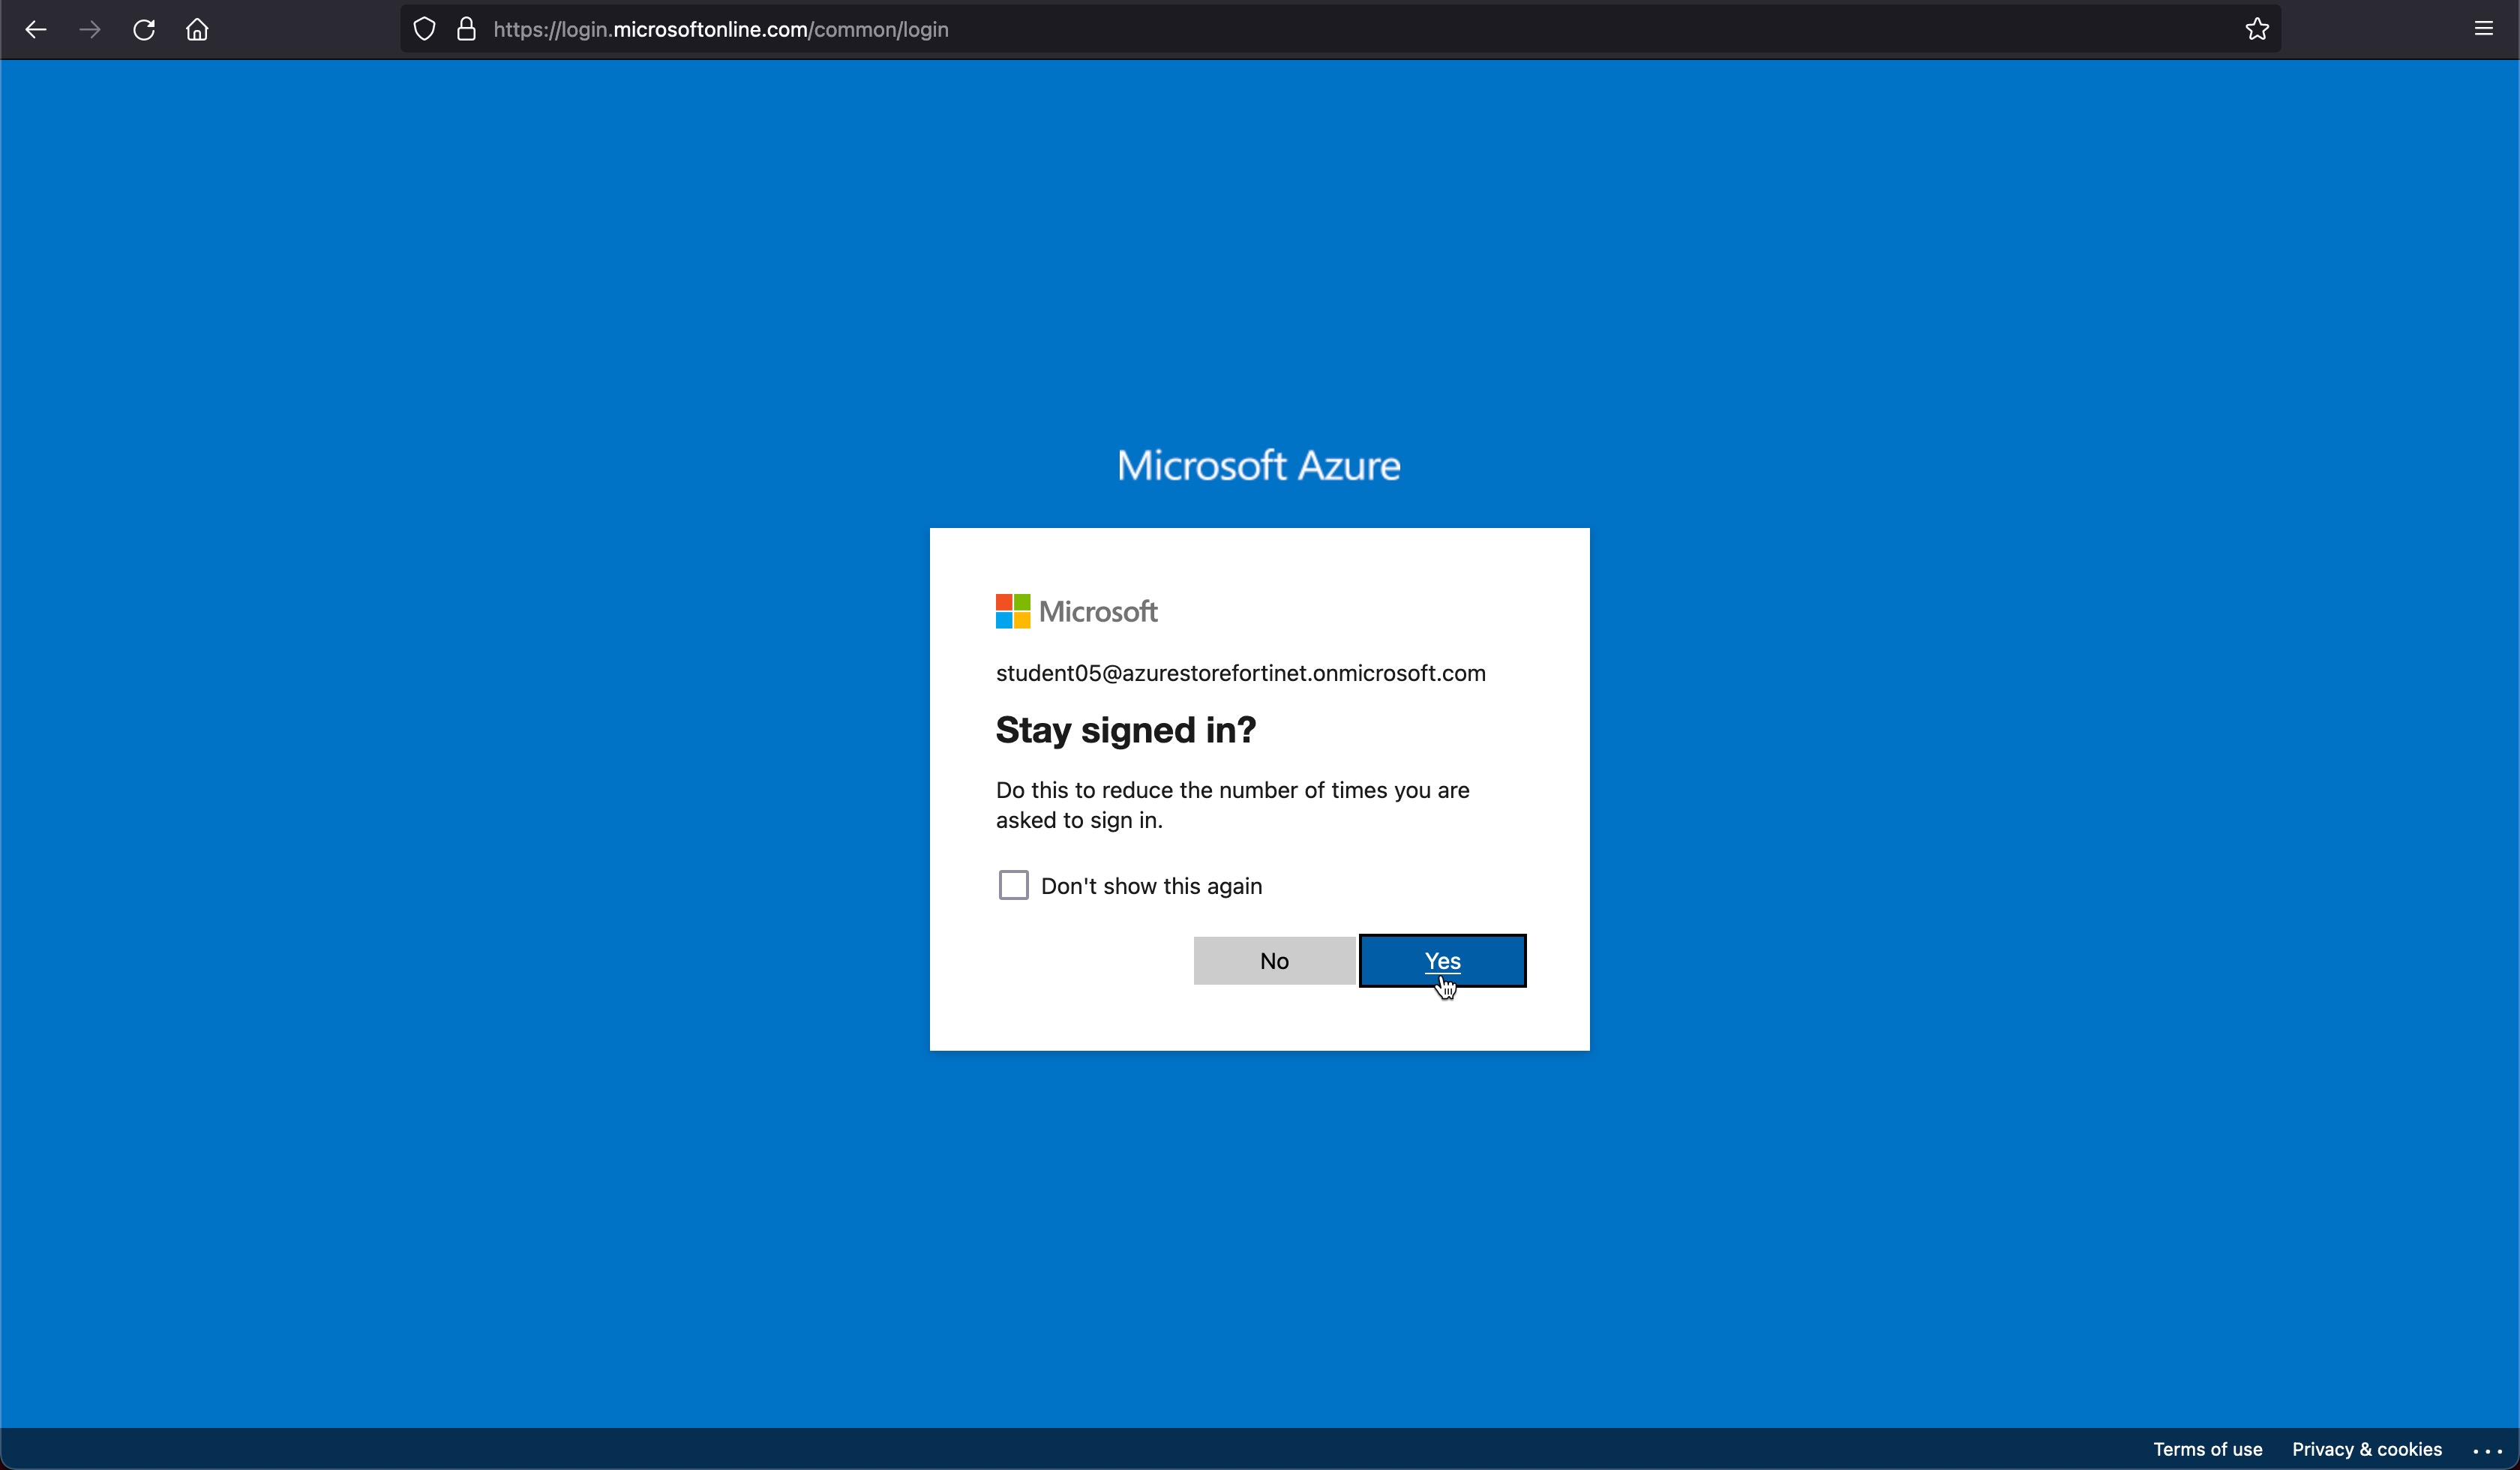 https://login.microsoftonline.com/common/login
Microsoft Azure
Microsoft
student05@azurestorefortinet.onmicrosoft.com
Stay signed in?
Do this to reduce the number of times you are
asked to sign in.
Don't show this again
No Yes
Terms of use Privacy & cookies ...